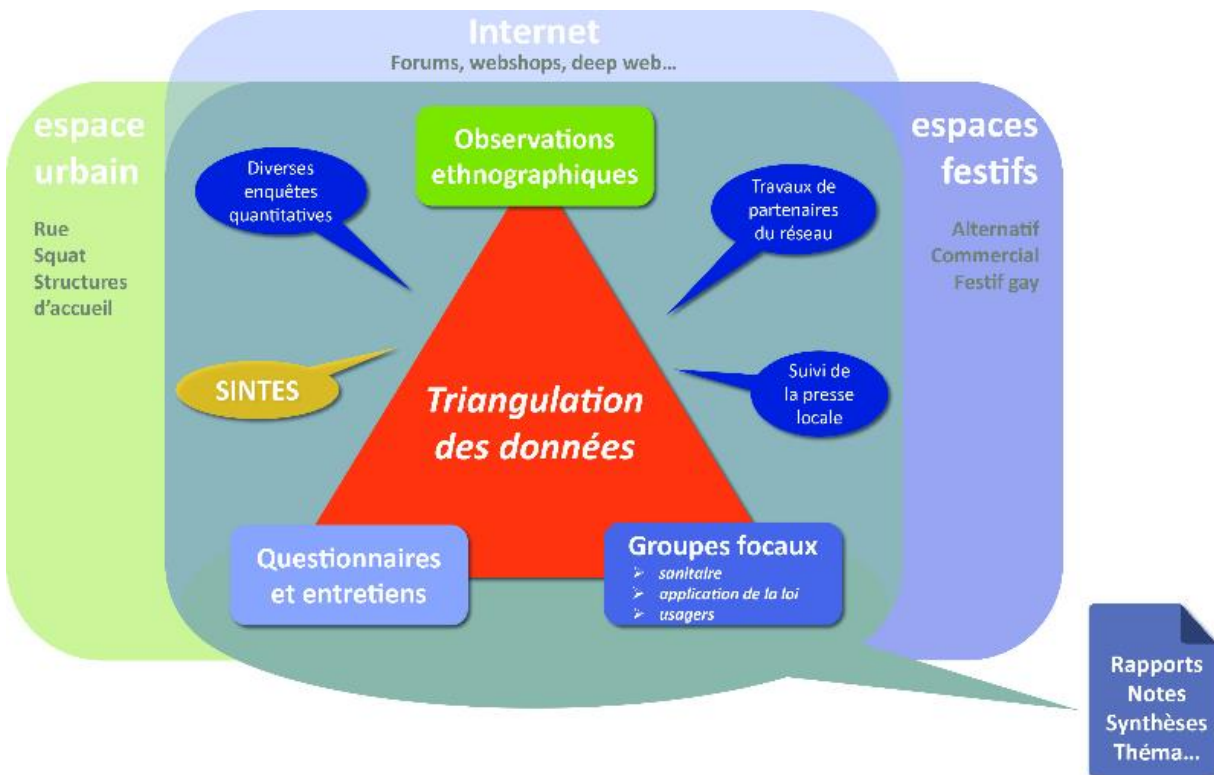 Internet
Forums, webshops, deep web...
espace
urbain
Rue
Squat
Structures
d'accueil
espaces
festifs
Alternatif
Commercial
Festif gay
Observations
ethnographiques
Diverses
enquêtes
quantitatives
Travaux de
partenaires
du réseau
SINTES
Suivi de
la presse
locale
Triangulation
des données
Questionnaires
et entretiens
Groupes focaux
➢ sanitaire
➢ application de la loi
➢ usagers
Rapports
Notes
Synthèses
Théma...